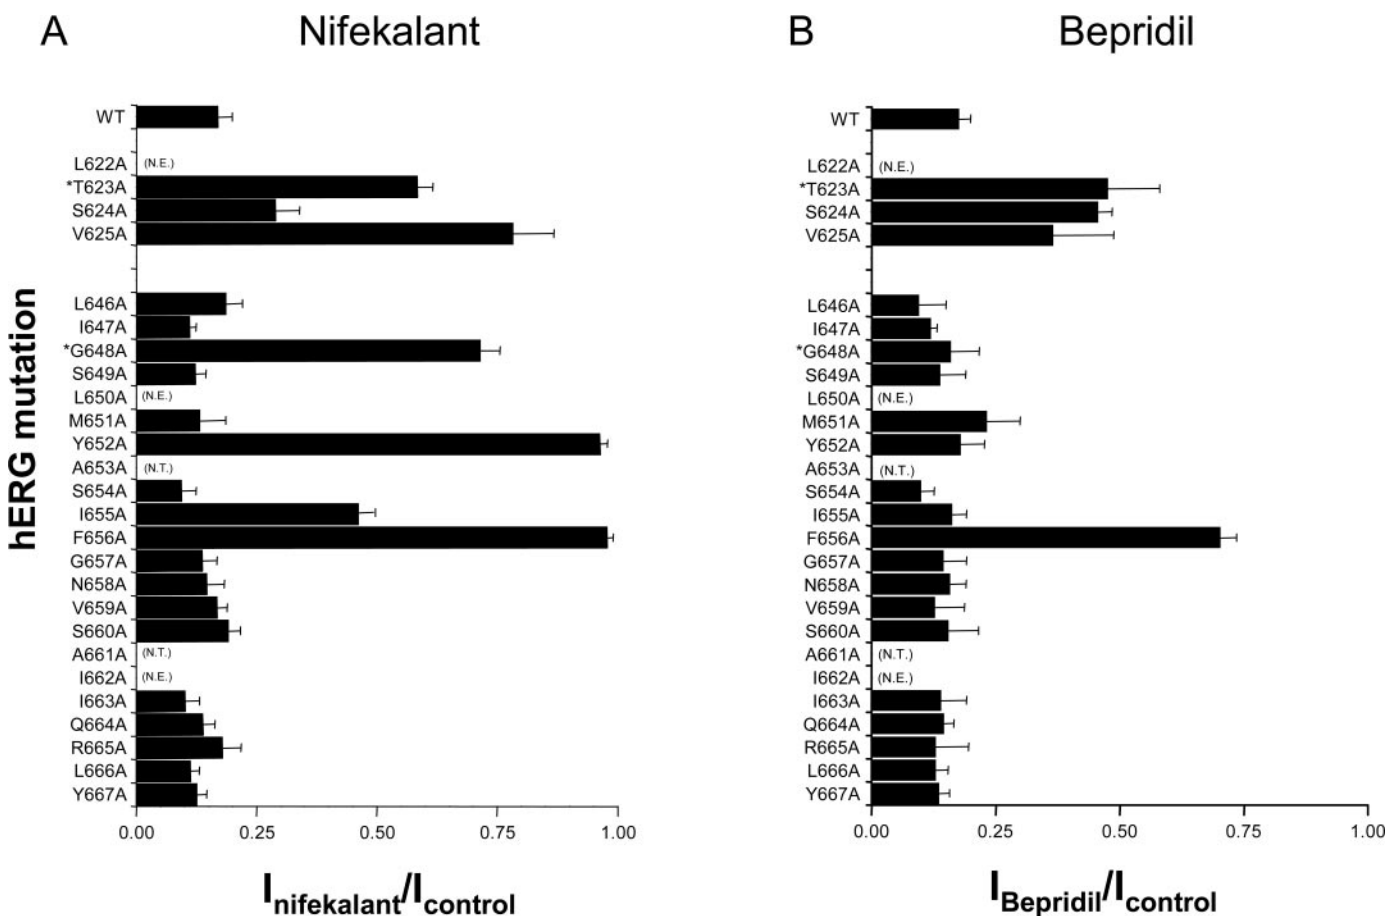 A
Nifekalant
hERG mutation
WT
L622A (N.E.)
*T623A
S624A
V625A
L646A
I647A
*G648A
S649A
L650A (N.E.)
M651A
Y652A
A653A (N.T.)
S654A
I655A
F656A
G657A
N658A
V659A
S660A
A661A (N.T.)
I662A (N.E.)
I663A
Q664A
R665A
L666A
Y667A
0.00 0.25 0.50 0.75 1.00
Inifekalant/Icontrol
B
Bepridil
WT
L622A (N.E.)
*T623A
S624A
V625A
L646A
I647A
*G648A
S649A
L650A (N.E.)
M651A
Y652A
A653A (N.T.)
S654A
I655A
F656A
G657A
N658A
V659A
S660A
A661A (N.T.)
I662A (N.E.)
I663A
Q664A
R665A
L666A
Y667A
0.00 0.25 0.50 0.75 1.00
IBepridil/Icontrol